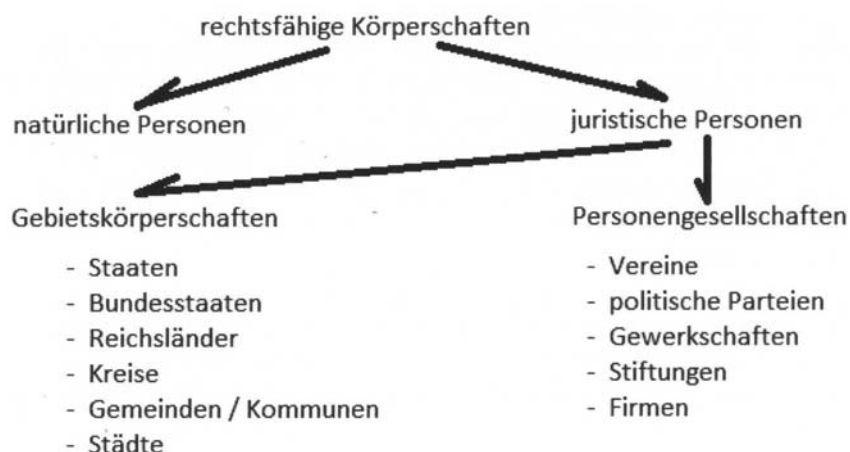 rechtsfähige Körperschaften
natürliche Personen
juristische Personen
Gebietskörperschaften
- Staaten
- Bundesstaaten
- Reichsländer
- Kreise
- Gemeinden / Kommunen
- Städte
Personengesellschaften
- Vereine
- politische Parteien
- Gewerkschaften
- Stiftungen
- Firmen